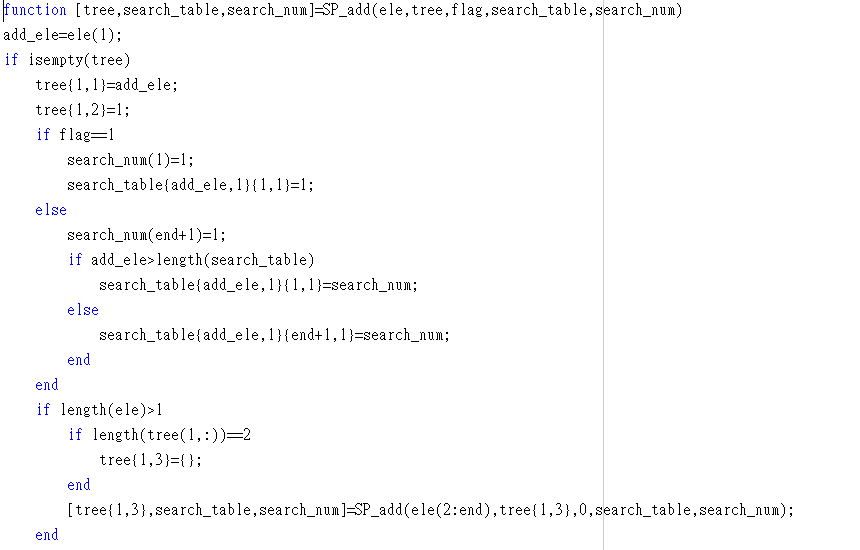 function [tree,search_table,search_num]=SP_add(ele,tree,flag,search_table,search_num)
add_ele=ele(1);
if isempty(tree)
    tree{1,1}=add_ele;
    tree{1,2}=1;
    if flag==1
        search_num(1)=1;
        search_table{add_ele,1}{1,1}=1;
    else
        search_num(end+1)=1;
        if add_ele>length(search_table)
            search_table{add_ele,1}{1,1}=search_num;
        else
            search_table{add_ele,1}{end+1,1}=search_num;
        end
    end
    if length(ele)>1
        if length(tree(1,:))==2
            tree{1,3}={};
        end
        [tree{1,3},search_table,search_num]=SP_add(ele(2:end),tree{1,3},0,search_table,search_num);
    end